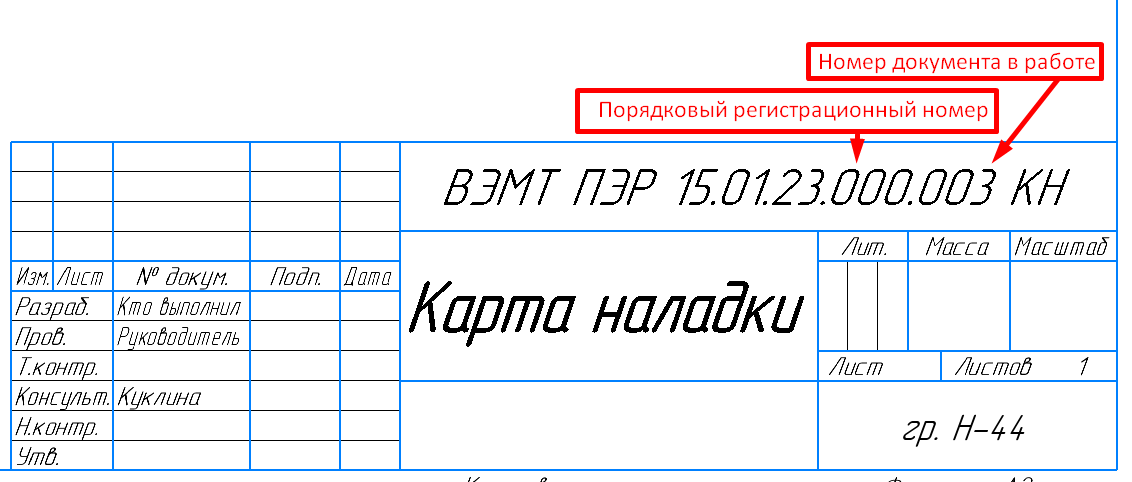 Номер документа в работе
Порядковый регистрационный номер
ВЭМТ ПЭР 15.01.23.000.003 КН
Лит. Масса Масштаб
Изм. Лист № докум. Подп. Дата
Карта наладки
Разраб. Кто выполнил
Пров. Руководитель
Т.контр.
Лист Листов 1
Консульт. Куклина
Н.контр.
гр. Н-44
Утв.